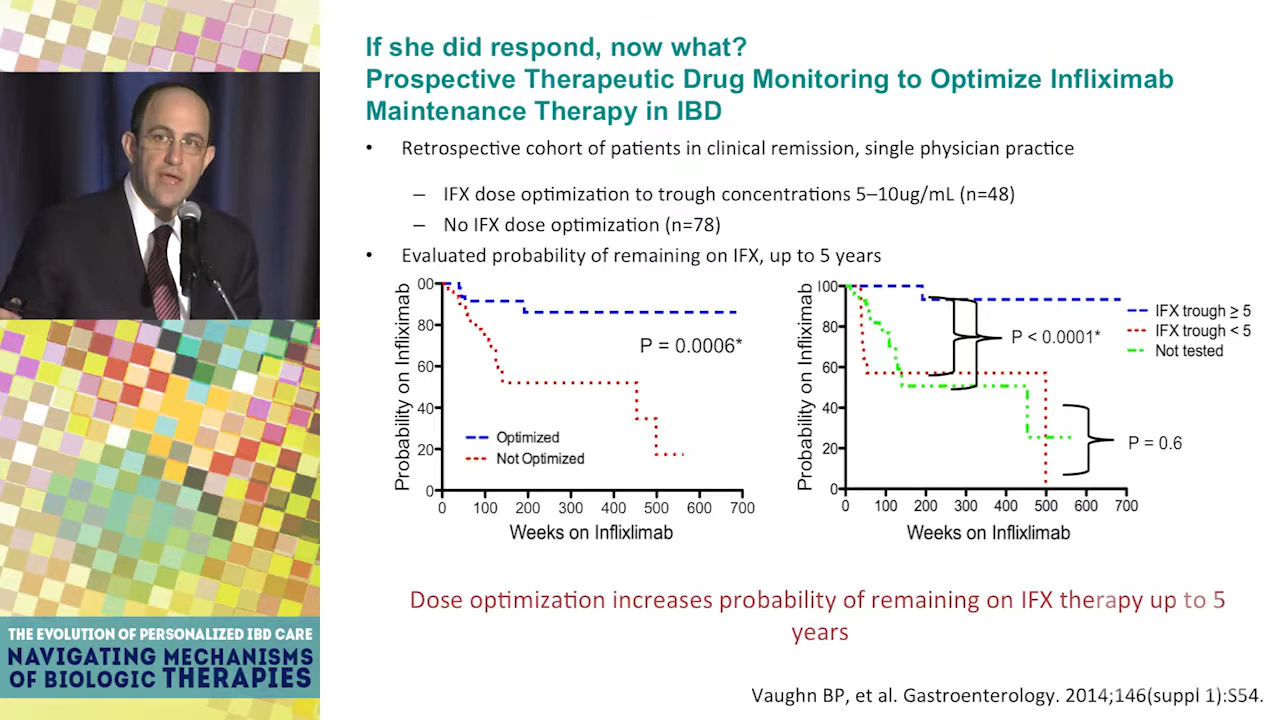 If she did respond, now what?
Prospective Therapeutic Drug Monitoring to Optimize Infliximab
Maintenance Therapy in IBD
• Retrospective cohort of patients in clinical remission, single physician practice
– IFX dose optimization to trough concentrations 5–10ug/mL (n=48)
– No IFX dose optimization (n=78)
• Evaluated probability of remaining on IFX, up to 5 years
Probability on Infliximab
00
80
60
40
20
0
P = 0.0006*
Optimized
Not Optimized
0 100 200 300 400 500 600 700
Weeks on Inflixlimab
Probability on Infliximab
100
80
60
40
20
0
P < 0.0001*
P = 0.6
IFX trough ≥ 5
IFX trough < 5
Not tested
0 100 200 300 400 500 600 700
Weeks on Inflixlimab
Dose optimization increases probability of remaining on IFX therapy up to 5
years
Vaughn BP, et al. Gastroenterology. 2014;146(suppl 1):S54.
THE EVOLUTION OF PERSONALIZED IBD CARE
NAVIGATING MECHANISMS
OF BIOLOGIC THERAPIES